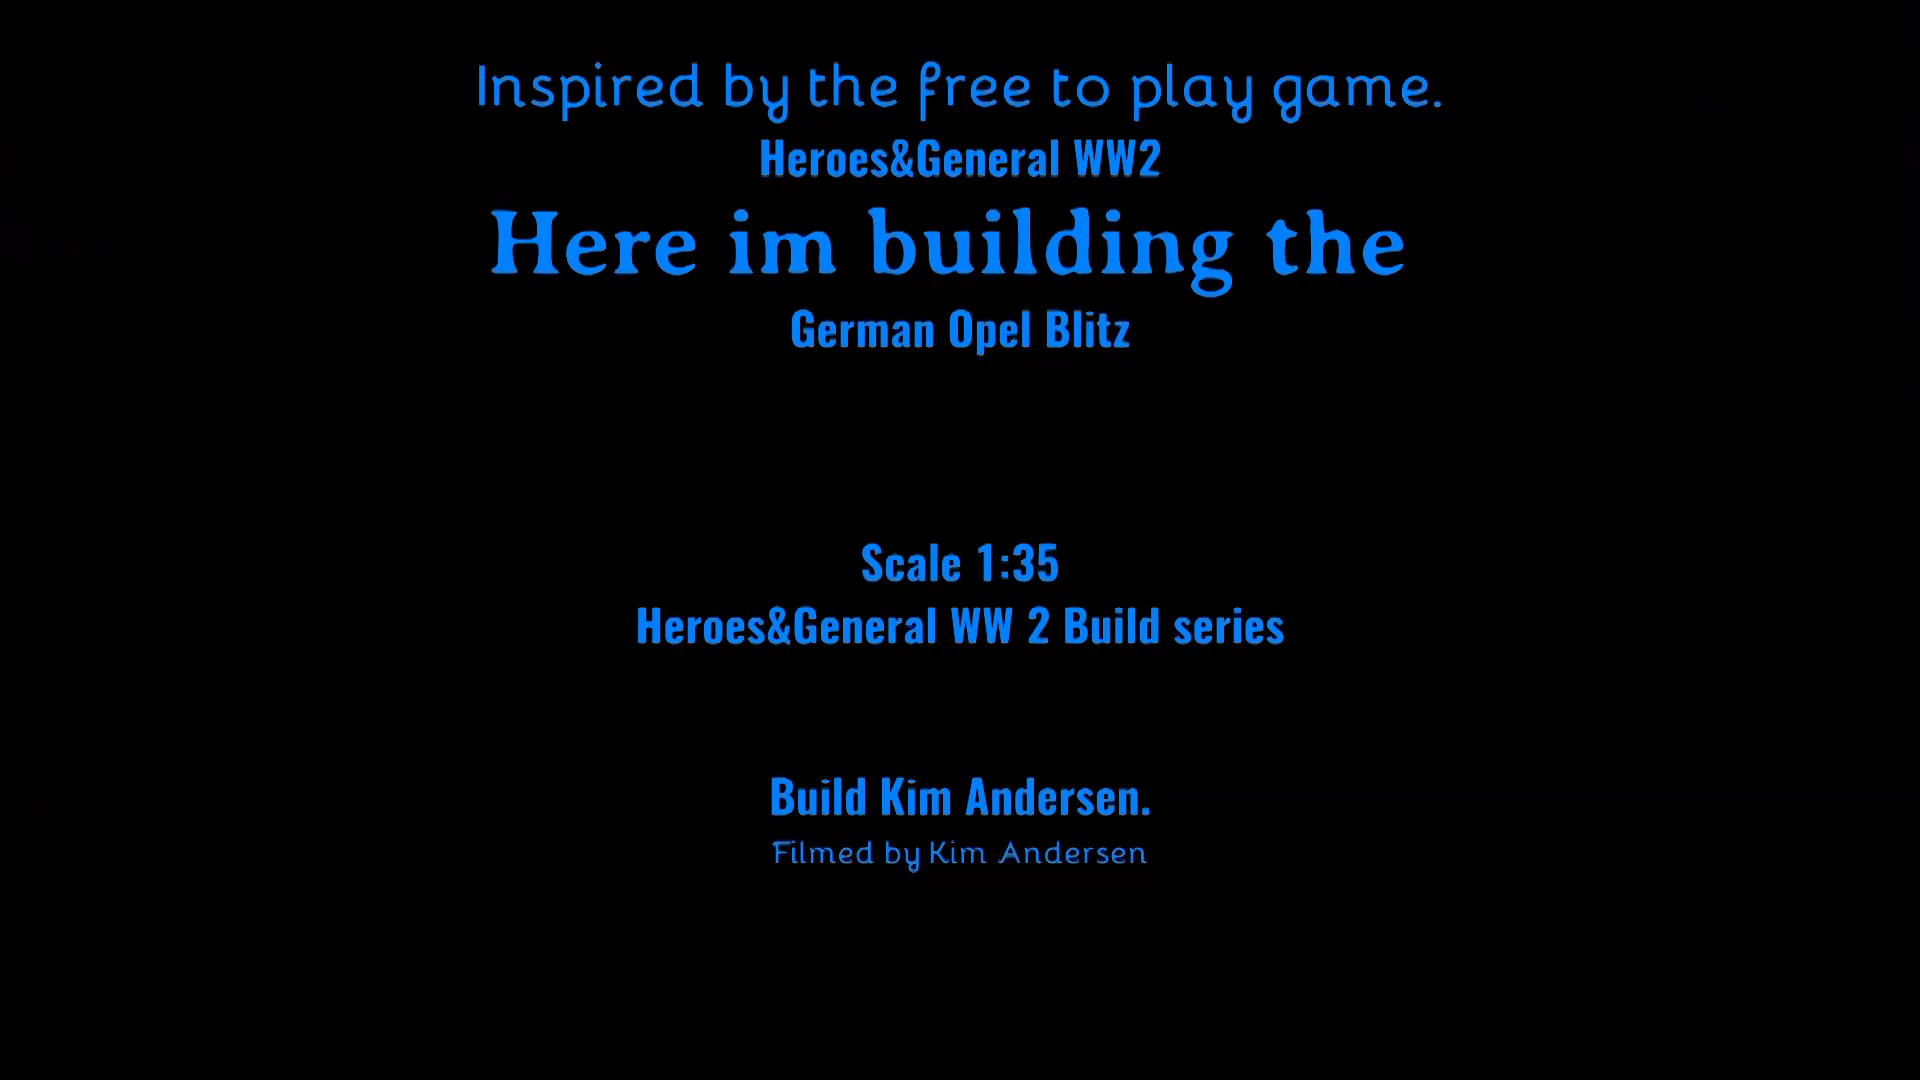 Inspired by the free to play game.
Heroes&General WW2
Here im building the
German Opel Blitz
Scale 1:35
Heroes&General WW 2 Build series
Build Kim Andersen.
Filmed by Kim Andersen